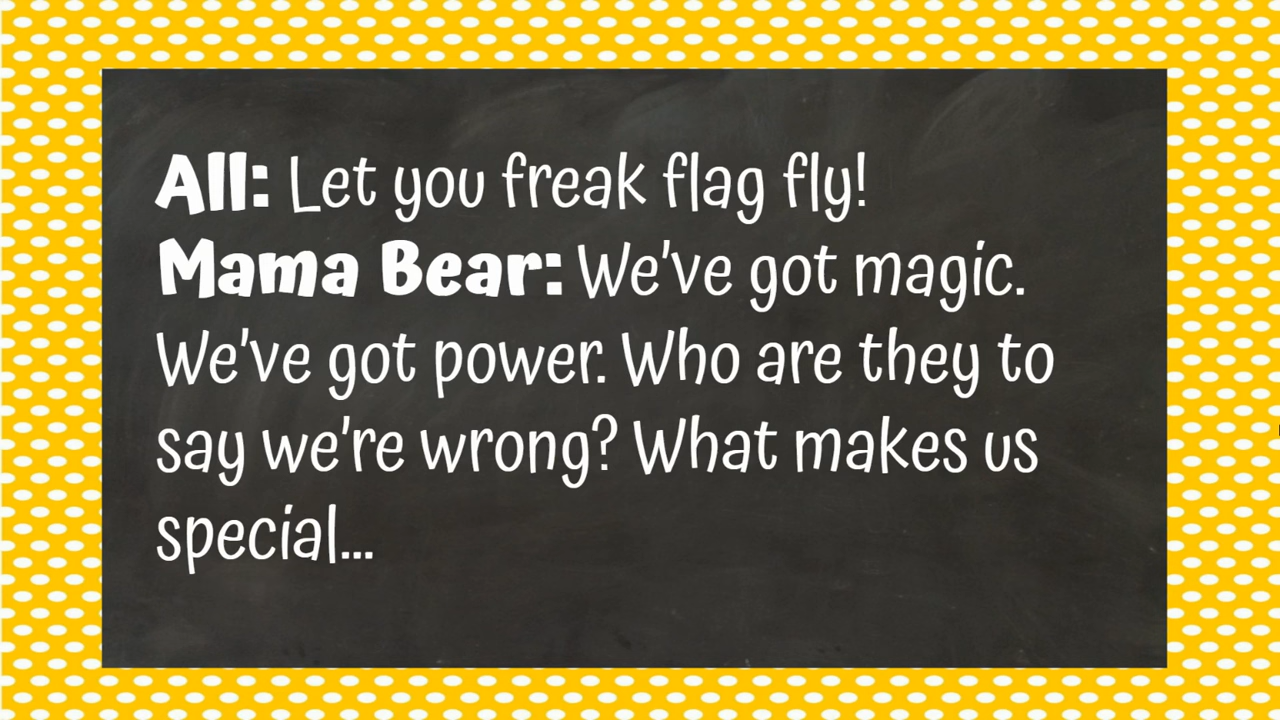 All: Let you freak flag fly!
Mama Bear: We've got magic.
We've got power. Who are they to
say we're wrong? What makes us
special...